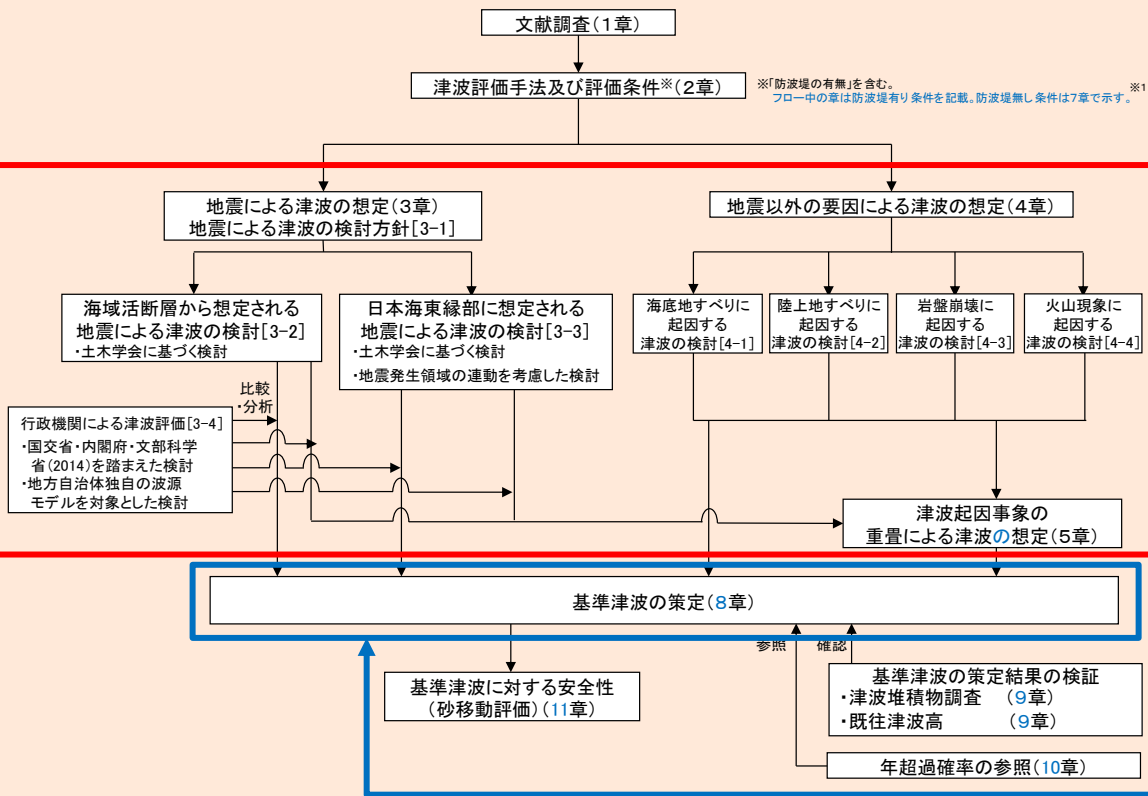 文献調査(1章)
津波評価手法及び評価条件※(2章)
※「防波堤の有無」を含む。
フロー中の章は防波堤有り条件を記載。防波堤無し条件は7章で示す。※1
地震による津波の想定(3章)
地震による津波の検討方針[3-1]
地震以外の要因による津波の想定(4章)
海域活断層から想定される
地震による津波の検討[3-2]
・土木学会に基づく検討
日本海東縁部に想定される
地震による津波の検討[3-3]
・土木学会に基づく検討
・地震発生領域の連動を考慮した検討
海底地すべりに
起因する
津波の検討[4-1]
陸上地すべりに
起因する
津波の検討[4-2]
岩盤崩壊に
起因する
津波の検討[4-3]
火山現象に
起因する
津波の検討[4-4]
比較
・分析
行政機関による津波評価[3-4]
・国交省・内閣府・文部科学
省(2014)を踏まえた検討
・地方自治体独自の波源
モデルを対象とした検討
津波起因事象の
重畳による津波の想定(5章)
基準津波の策定(8章)
参照
確認
基準津波に対する安全性
(砂移動評価)(11章)
基準津波の策定結果の検証
・津波堆積物調査 (9章)
・既往津波高 (9章)
年超過確率の参照(10章)